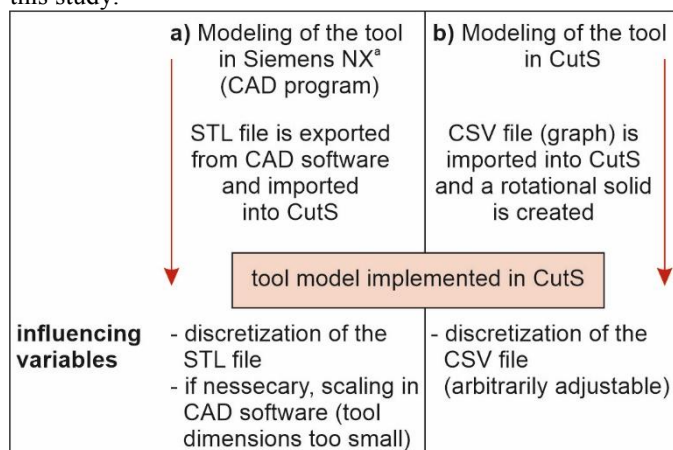 this study.
a) Modeling of the tool
in Siemens NXª
(CAD program)
STL file is exported
from CAD software
and imported
into CutS
b) Modeling of the tool
in CutS
CSV file (graph) is
imported into CutS
and a rotational solid
is created
tool model implemented in CutS
influencing
variables
- discretization of the
STL file
- if nessecary, scaling in
CAD software (tool
dimensions too small)
- discretization of the
CSV file
(arbitrarily adjustable)